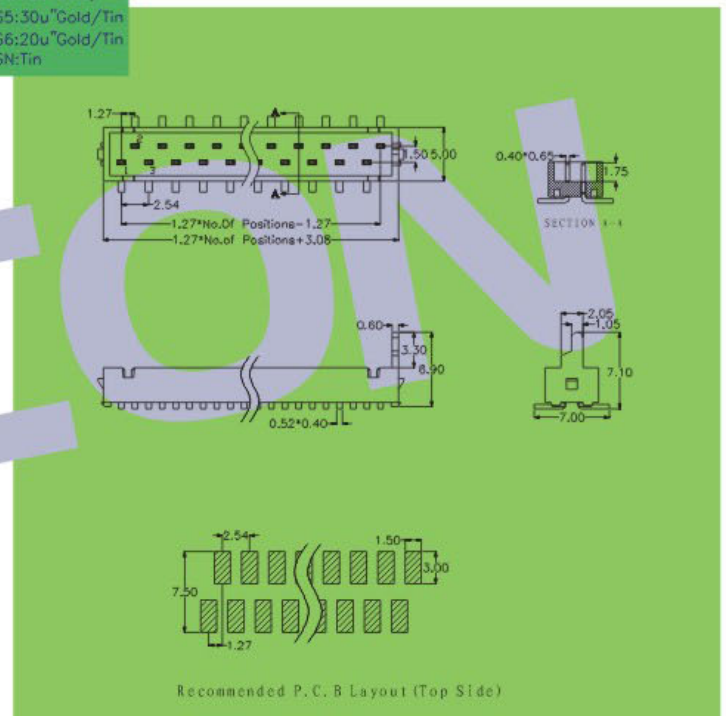 G5:30u"Gold/Tin
G6:20u"Gold/Tin
SN:Tin
1.27
A
2
1.50
5.00
3
A
2.54
1.27*No.Of Positions-1.27
1.27*No.of Positions+3.08
0.40*0.65
1.75
SECTION A-A
0.60
3.30
6.90
0.52*0.40
2.05
1.05
7.10
7.00
2.54
1.50
3.00
7.50
1.27
Recommended P.C.B Layout(Top Side)